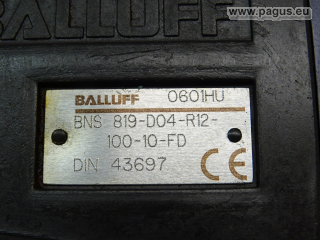 www.pagus.eu
BALLUFF
BALLUFF 0601HU
BNS 819-D04-R12-
100-10-FD
DIN 43697 CE